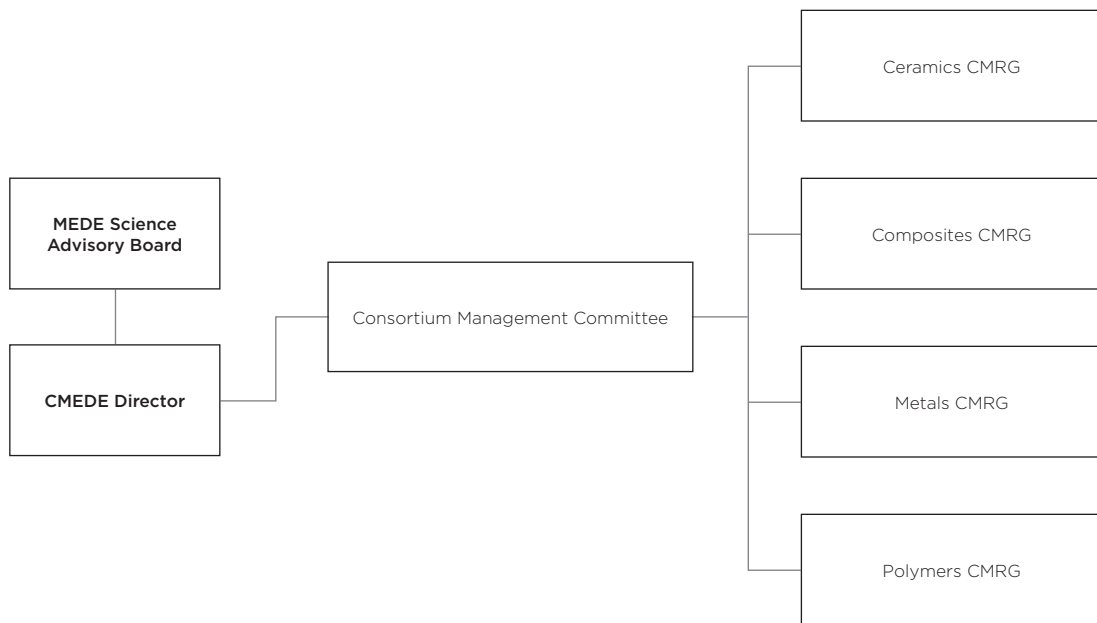 MEDE Science
Advisory Board
CMEDE Director
Consortium Management Committee
Ceramics CMRG
Composites CMRG
Metals CMRG
Polymers CMRG